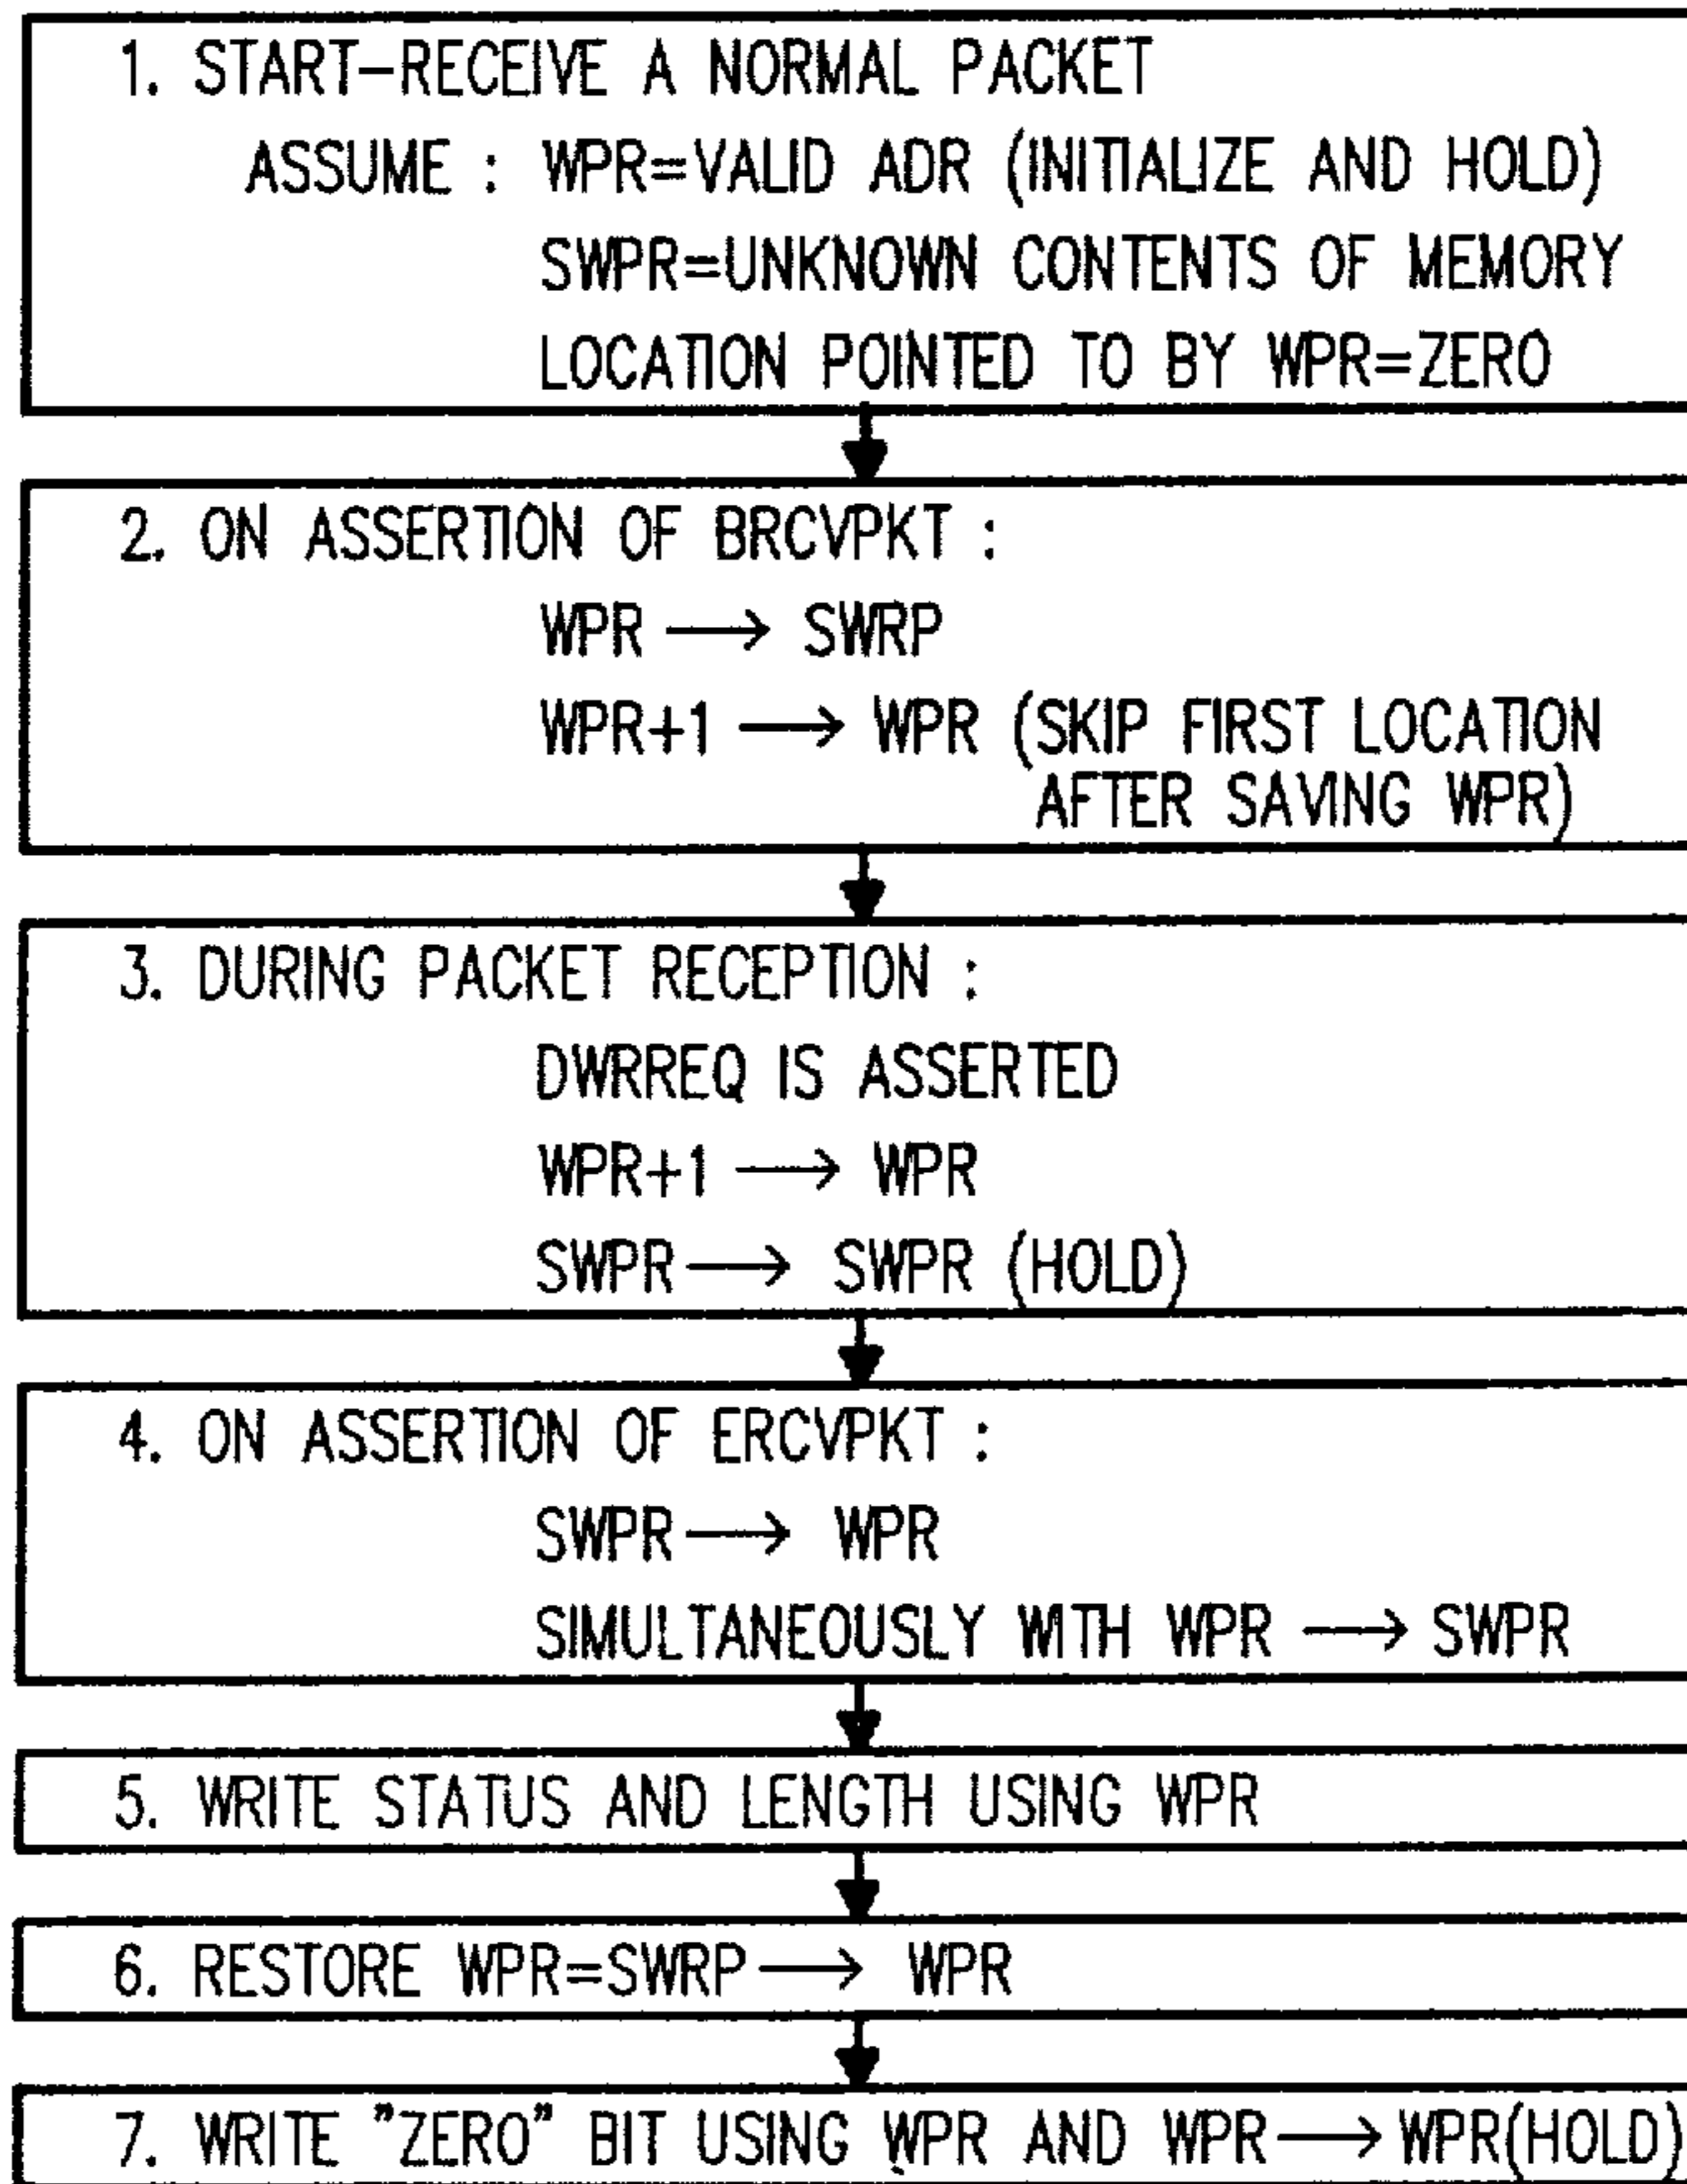 1. START-RECEIVE A NORMAL PACKET
ASSUME : WPR=VALID ADR (INITIALIZE AND HOLD)
SWPR=UNKNOWN CONTENTS OF MEMORY
LOCATION POINTED TO BY WPR=ZERO
2. ON ASSERTION OF BRCVPKT :
WPR → SWRP
WPR+1 → WPR (SKIP FIRST LOCATION
AFTER SAVING WPR)
3. DURING PACKET RECEPTION :
DWRREQ IS ASSERTED
WPR+1 → WPR
SWPR → SWPR (HOLD)
4. ON ASSERTION OF ERCVPKT :
SWPR → WPR
SIMULTANEOUSLY WITH WPR → SWPR
5. WRITE STATUS AND LENGTH USING WPR
6. RESTORE WPR=SWRP → WPR
7. WRITE "ZERO" BIT USING WPR AND WPR → WPR(HOLD)